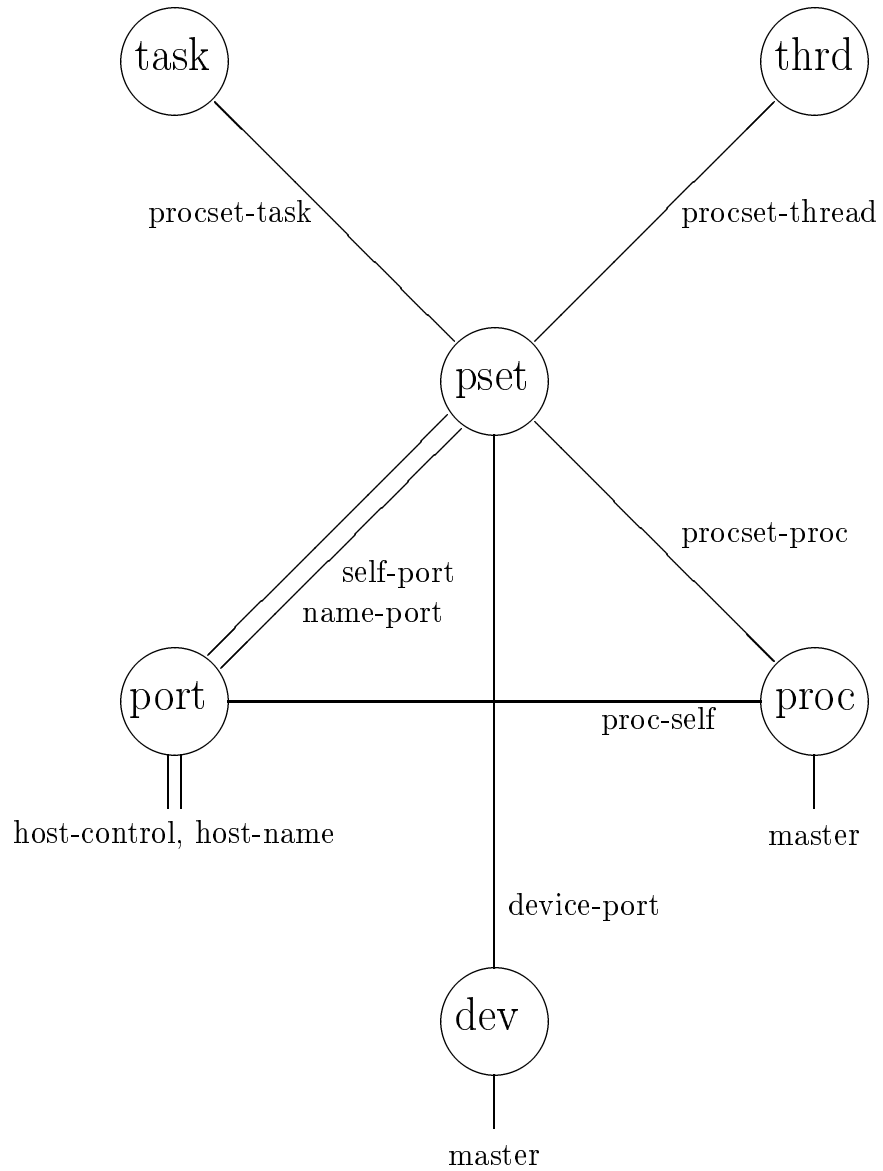 task
thrd
procset-task
procset-thread
pset
procset-proc
self-port
name-port
port
proc
proc-self
host-control, host-name
master
device-port
dev
master